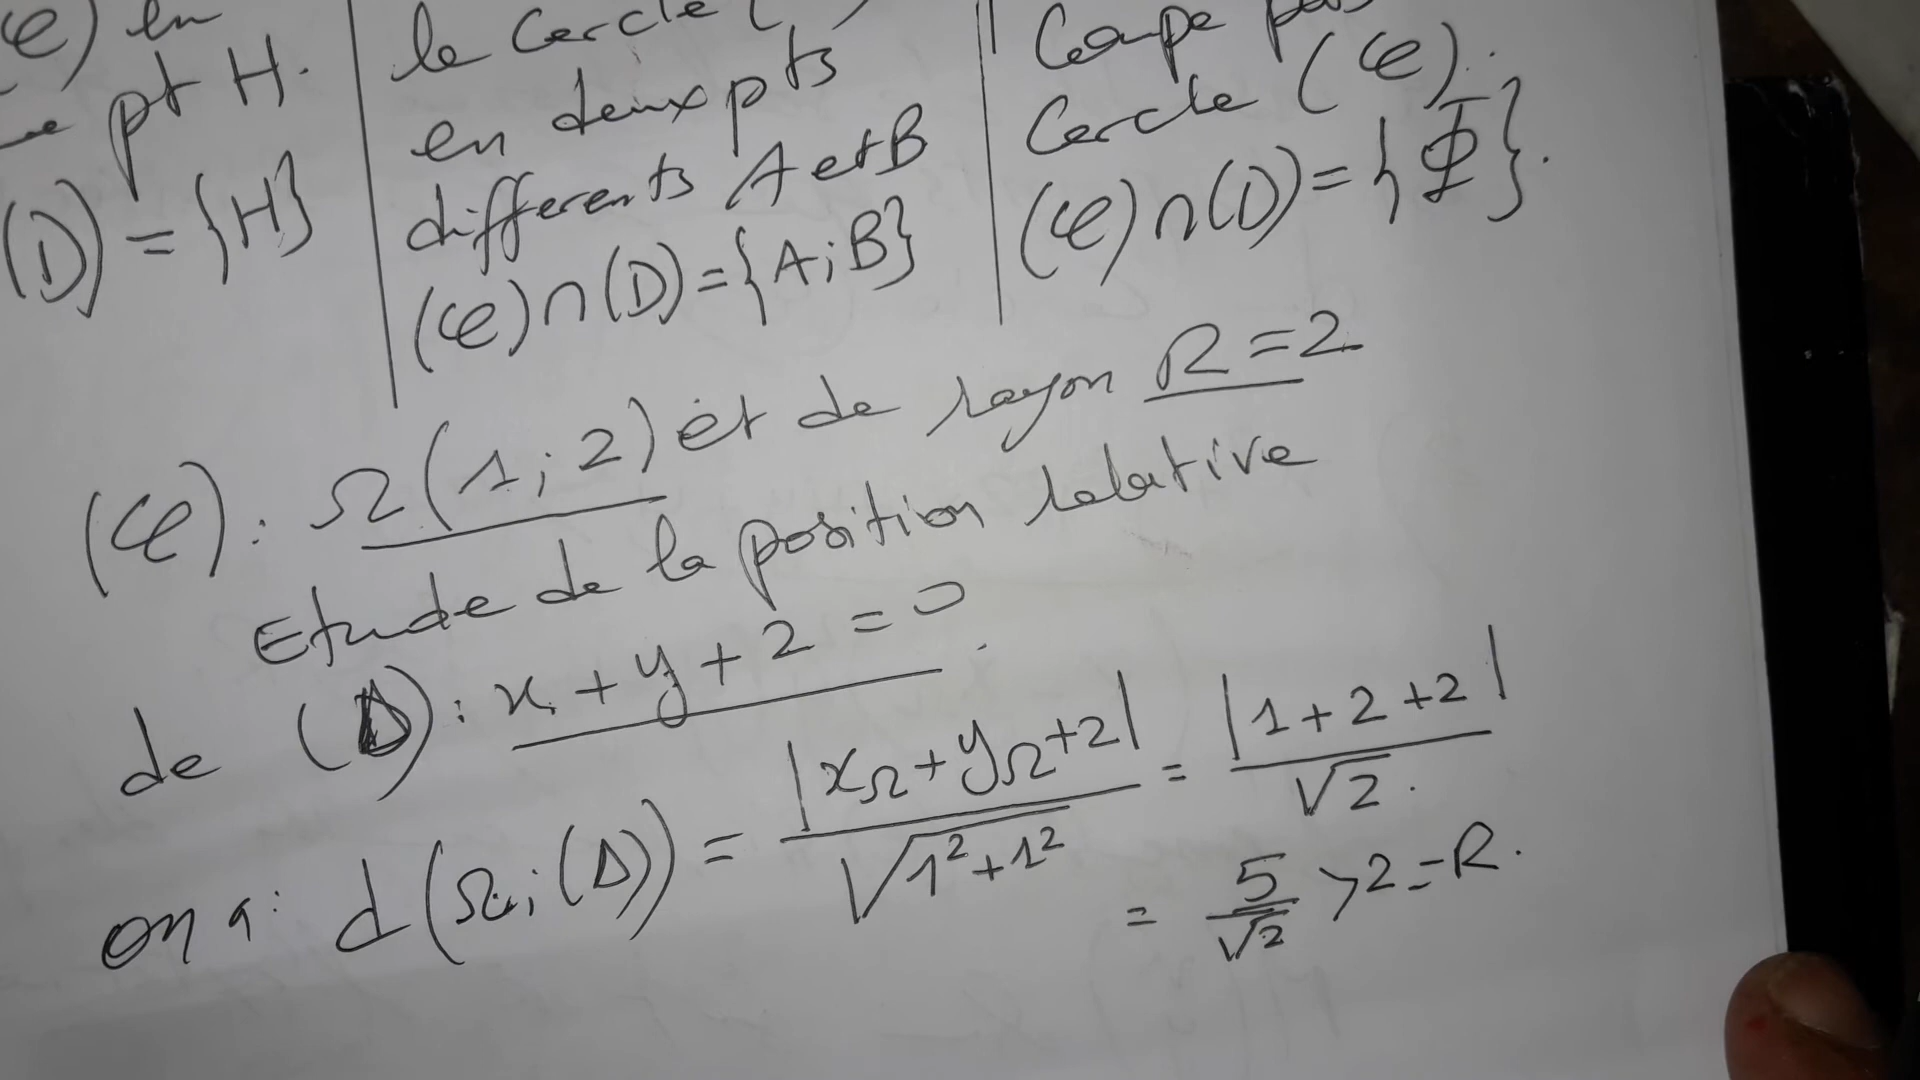 (C) en
pt H.
(D) = {H}
le Cercle (
en deux pts
differents A et B
(C)∩(D)={A;B}
Coupe pas
Cercle (C).
(C)∩(D)={Φ}.
(C): Ω(1;2) et de rayon R=2
Etude de la position relative
de (Δ): x+y+2=0.
on a: d(Ω;(Δ)) = |xΩ+yΩ+2| / √1²+1² = |1+2+2| / √2.
= 5/√2 >2=R.